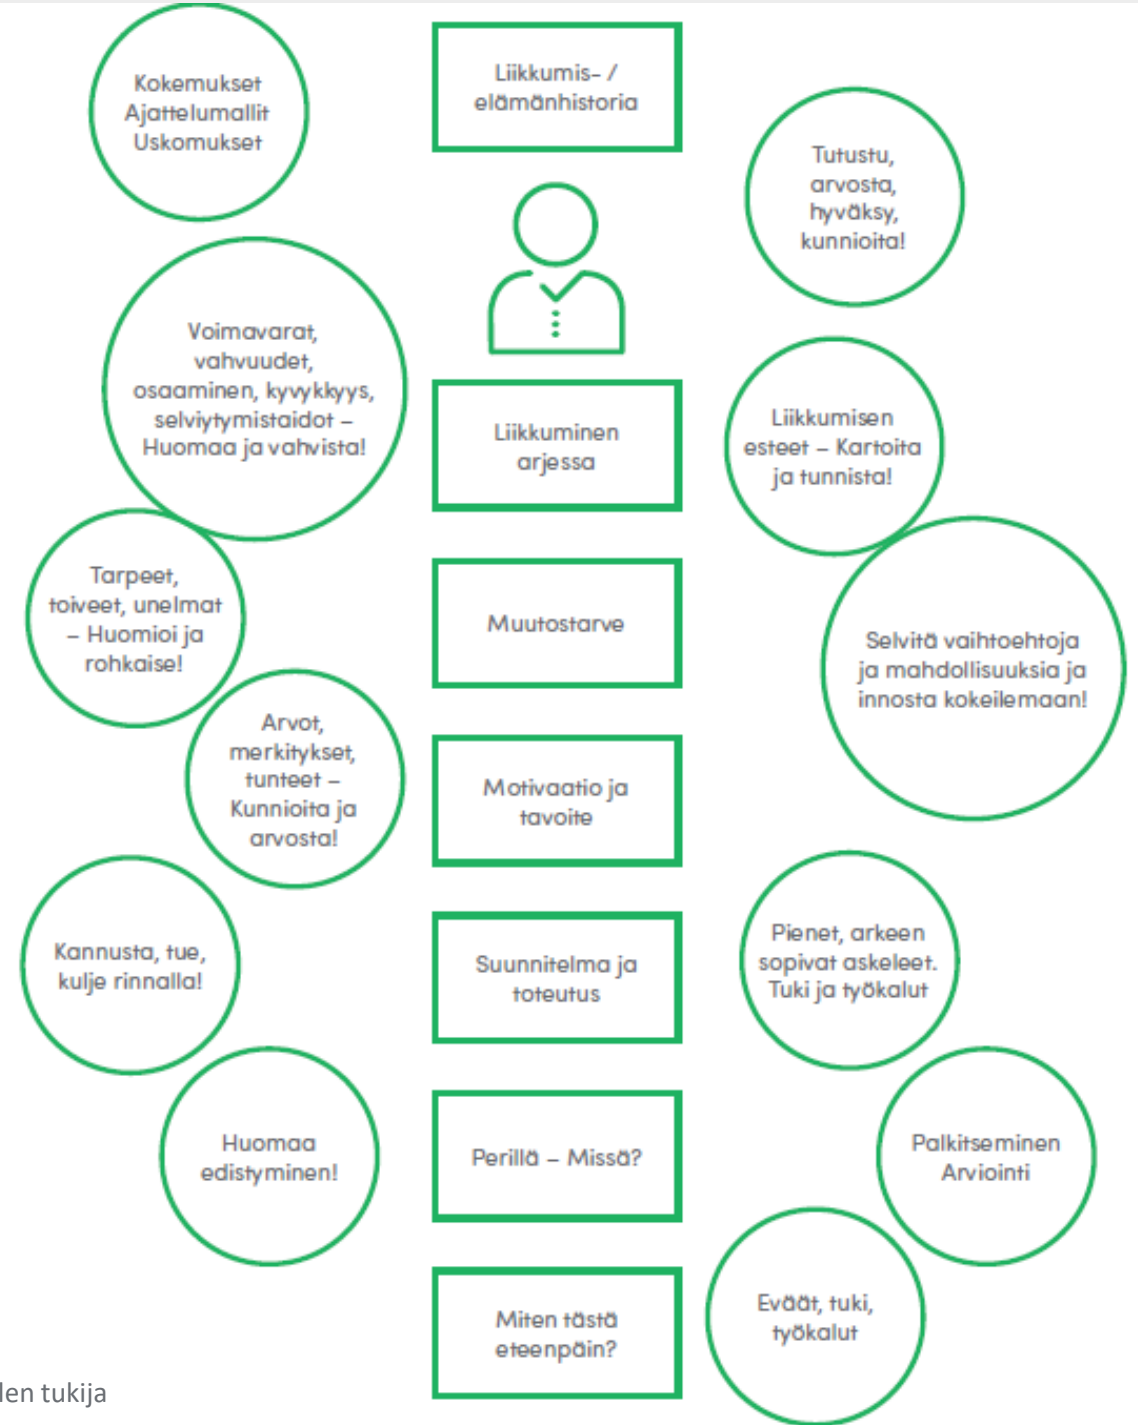 Kokemukset
Ajattelumallit
Uskomukset
Liikkumis- /
elämänhistoria
Tutustu,
arvosta,
hyväksy,
kunnioita!
Voimavarat,
vahvuudet,
osaaminen, kyvykkyys,
selviytymistaidot –
Huomaa ja vahvista!
Liikkuminen
arjessa
Liikkumisen
esteet – Kartoita
ja tunnista!
Tarpeet,
toiveet, unelmat
– Huomioi ja
rohkaise!
Muutostarve
Selvitä vaihtoehtoja
ja mahdollisuuksia ja
innosta kokeilemaan!
Arvot,
merkitykset,
tunteet –
Kunnioita ja
arvosta!
Motivaatio ja
tavoite
Kannusta, tue,
kulje rinnalla!
Suunnitelma ja
toteutus
Pienet, arkeen
sopivat askeleet.
Tuki ja työkalut
Huomaa
edistyminen!
Perillä – Missä?
Palkitseminen
Arviointi
Miten tästä
eteenpäin?
Eväät, tuki,
työkalut
len tukija